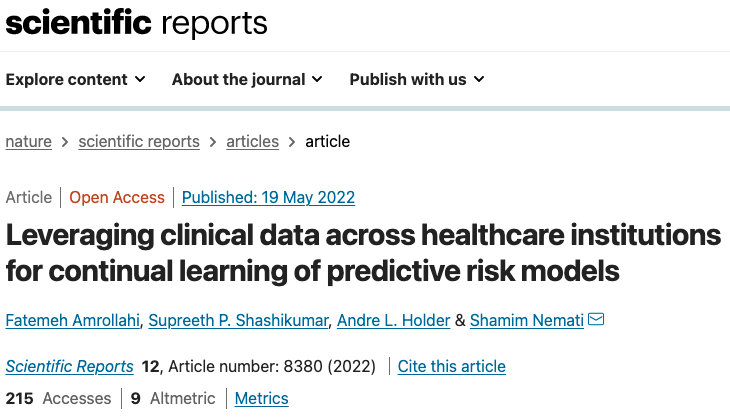 scientific reports
Explore content About the journal Publish with us
nature > scientific reports > articles > article
Article | Open Access | Published: 19 May 2022
Leveraging clinical data across healthcare institutions
for continual learning of predictive risk models
Fatemeh Amrollahi, Supreeth P. Shashikumar, Andre L. Holder & Shamim Nemati
Scientific Reports 12, Article number: 8380 (2022) | Cite this article
215 Accesses | 9 Altmetric | Metrics